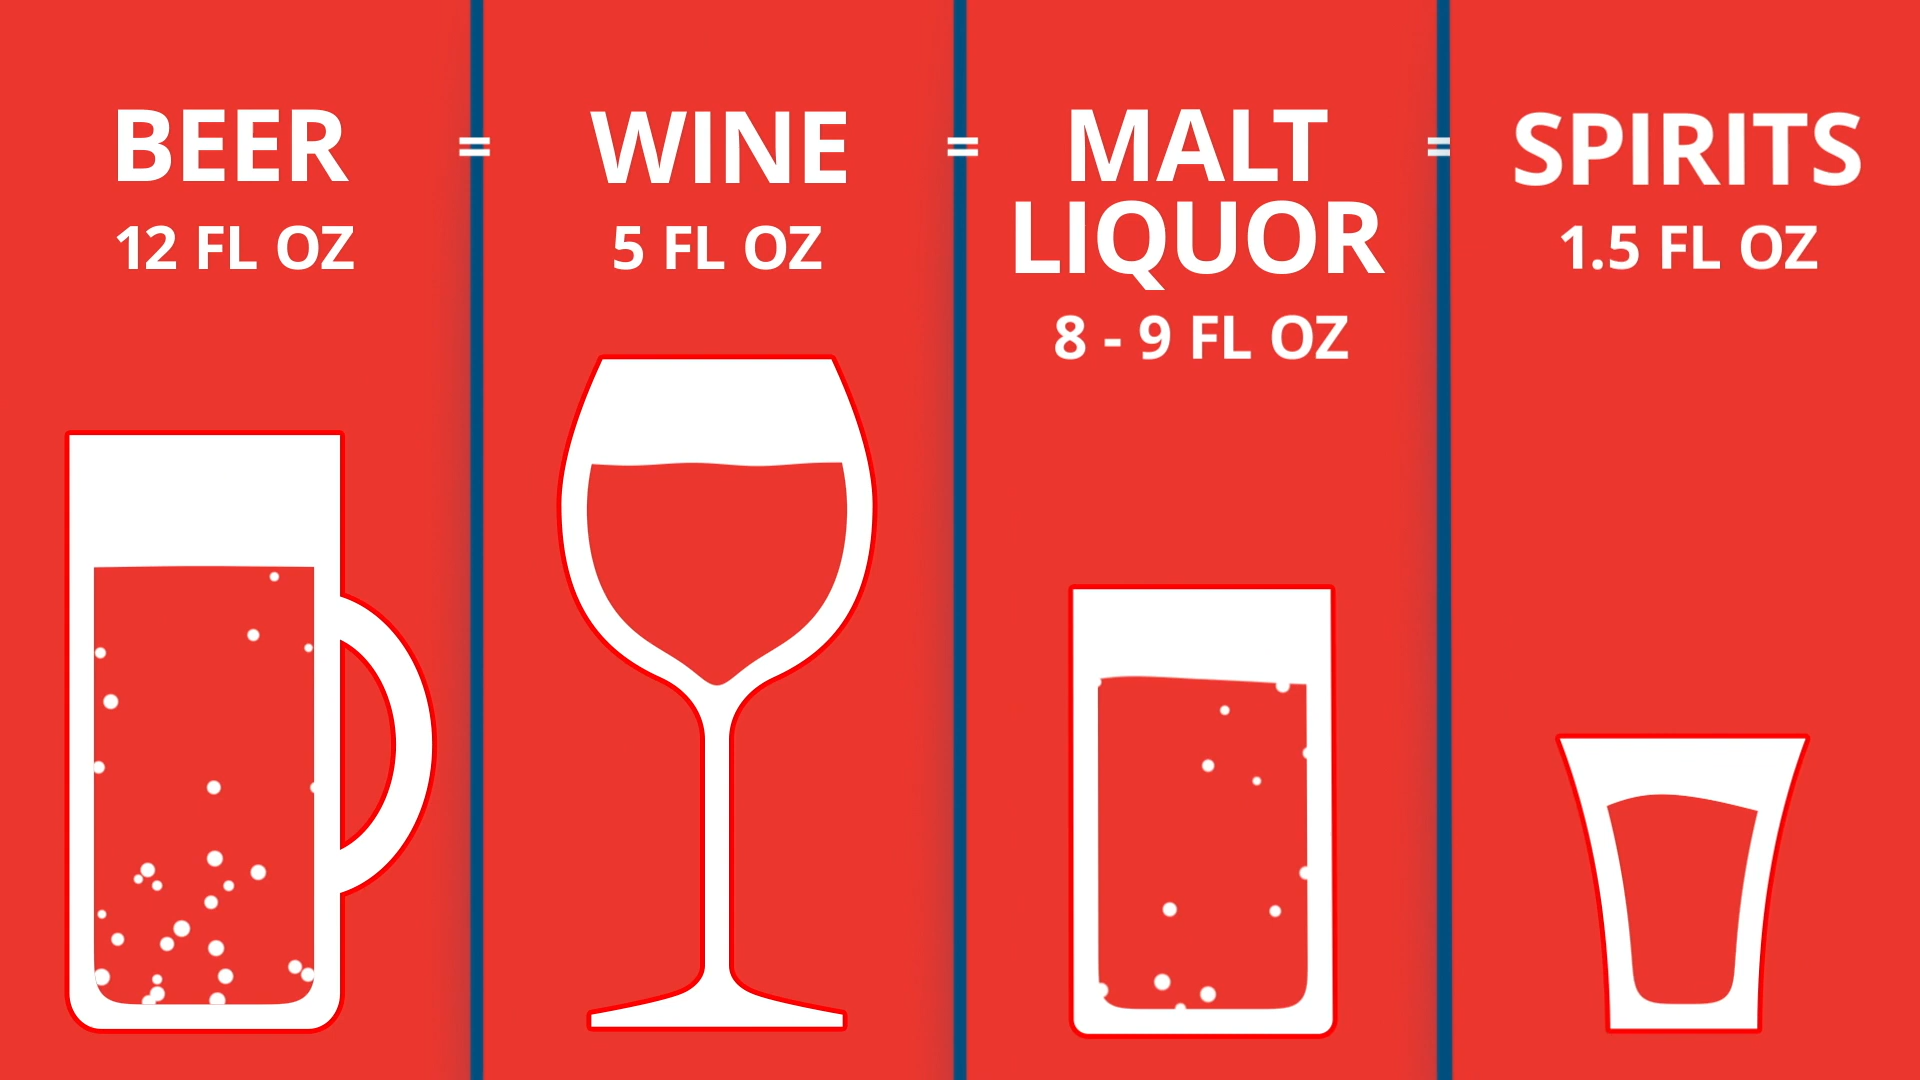 BEER
12 FL OZ
=
WINE
5 FL OZ
=
MALT
LIQUOR
8 - 9 FL OZ
=
SPIRITS
1.5 FL OZ